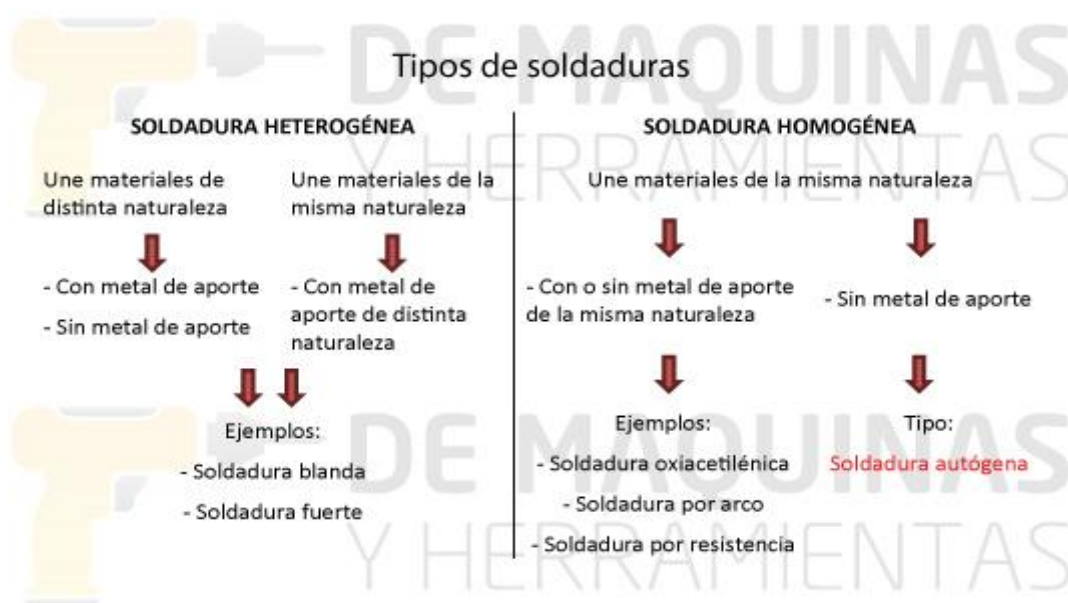 Tipos de soldaduras
SOLDADURA HETEROGÉNEA
Une materiales de
distinta naturaleza
- Con metal de aporte
- Sin metal de aporte
Une materiales de la
misma naturaleza
- Con metal de
aporte de distinta
naturaleza
Ejemplos:
- Soldadura blanda
- Soldadura fuerte
SOLDADURA HOMOGÉNEA
Une materiales de la misma naturaleza
- Con o sin metal de aporte
de la misma naturaleza
Ejemplos:
- Soldadura oxiacetilénica
- Soldadura por arco
- Soldadura por resistencia
- Sin metal de aporte
Tipo:
Soldadura autógena
DE MAQUINAS
Y HERRAMIENTAS
DE MAQUINAS
Y HERRAMIENTAS